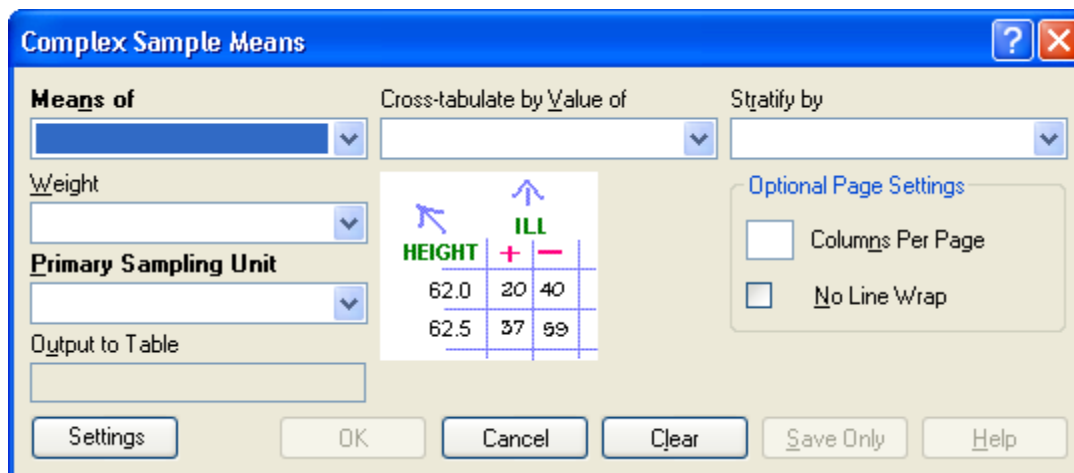 Complex Sample Means
Means of
Cross-tabulate by Value of
Stratify by
Weight
Optional Page Settings
ILL
HEIGHT + −
Columns Per Page
62.0 20 40
No Line Wrap
62.5 37 59
Primary Sampling Unit
Output to Table
Settings
OK
Cancel
Clear
Save Only
Help